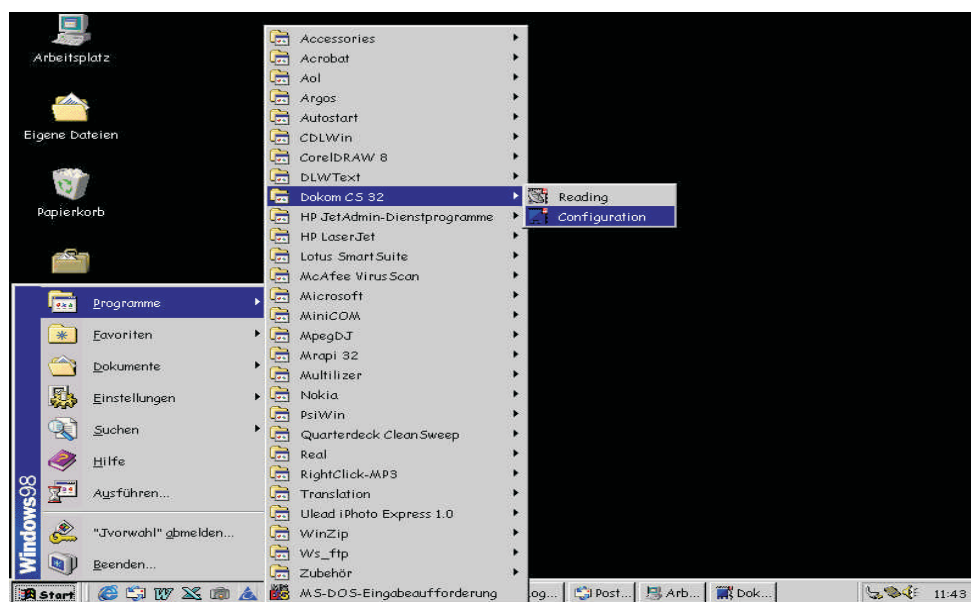 Arbeitsplatz
Eigene Dateien
Papierkorb
Windows98
Programme
Favoriten
Dokumente
Einstellungen
Suchen
Hilfe
Ausführen...
"Jvorwahl" abmelden...
Beenden...
Accessories
Acrobat
Aol
Argos
Autostart
CDLWin
CorelDRAW 8
DLWText
Dokom CS 32
HP JetAdmin-Dienstprogramme
HP LaserJet
Lotus SmartSuite
McAfee VirusScan
Microsoft
MiniCOM
MpegDJ
Mrapi 32
Multilizer
Nokia
PsiWin
Quarterdeck CleanSweep
Real
RightClick-MP3
Translation
Ulead iPhoto Express 1.0
WinZip
Ws_ftp
Zubehör
MS-DOS-Eingabeaufforderung
Reading
Configuration
Start og... Post... Arb... Dok... 11:43